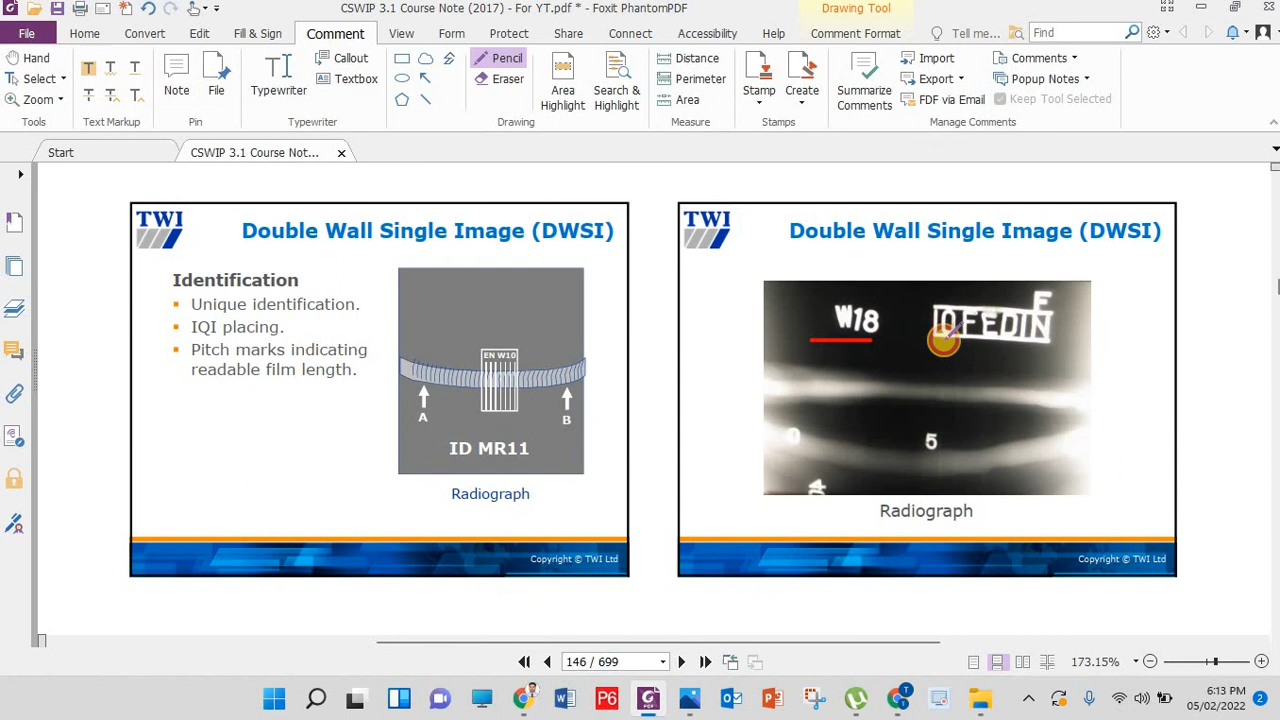 CSWIP 3.1 Course Note (2017) - For YT.pdf * - Foxit PhantomPDF
Drawing Tool
File
Home
Convert
Edit
Fill & Sign
Comment
View
Form
Protect
Share
Connect
Accessibility
Help
Comment Format
Tell me...
Find
Hand
Select
Zoom
Tools
Text Markup
Note
File
Pin
Typewriter
Callout
Textbox
Typewriter
Pencil
Eraser
Drawing
Area Highlight
Search & Highlight
Distance
Perimeter
Area
Measure
Stamp
Create
Stamps
Summarize Comments
Import
Export
FDF via Email
Comments
Popup Notes
Keep Tool Selected
Manage Comments
Start
CSWIP 3.1 Course Not...
TWI
Double Wall Single Image (DWSI)
Identification
Unique identification.
IQI placing.
Pitch marks indicating
readable film length.
EN W10
A
B
ID MR11
Radiograph
Copyright © TWI Ltd
TWI
Double Wall Single Image (DWSI)
W18
F
10FEDIN
5
Radiograph
Copyright © TWI Ltd
146 / 699
173.15%
P6
6:13 PM
05/02/2022
2